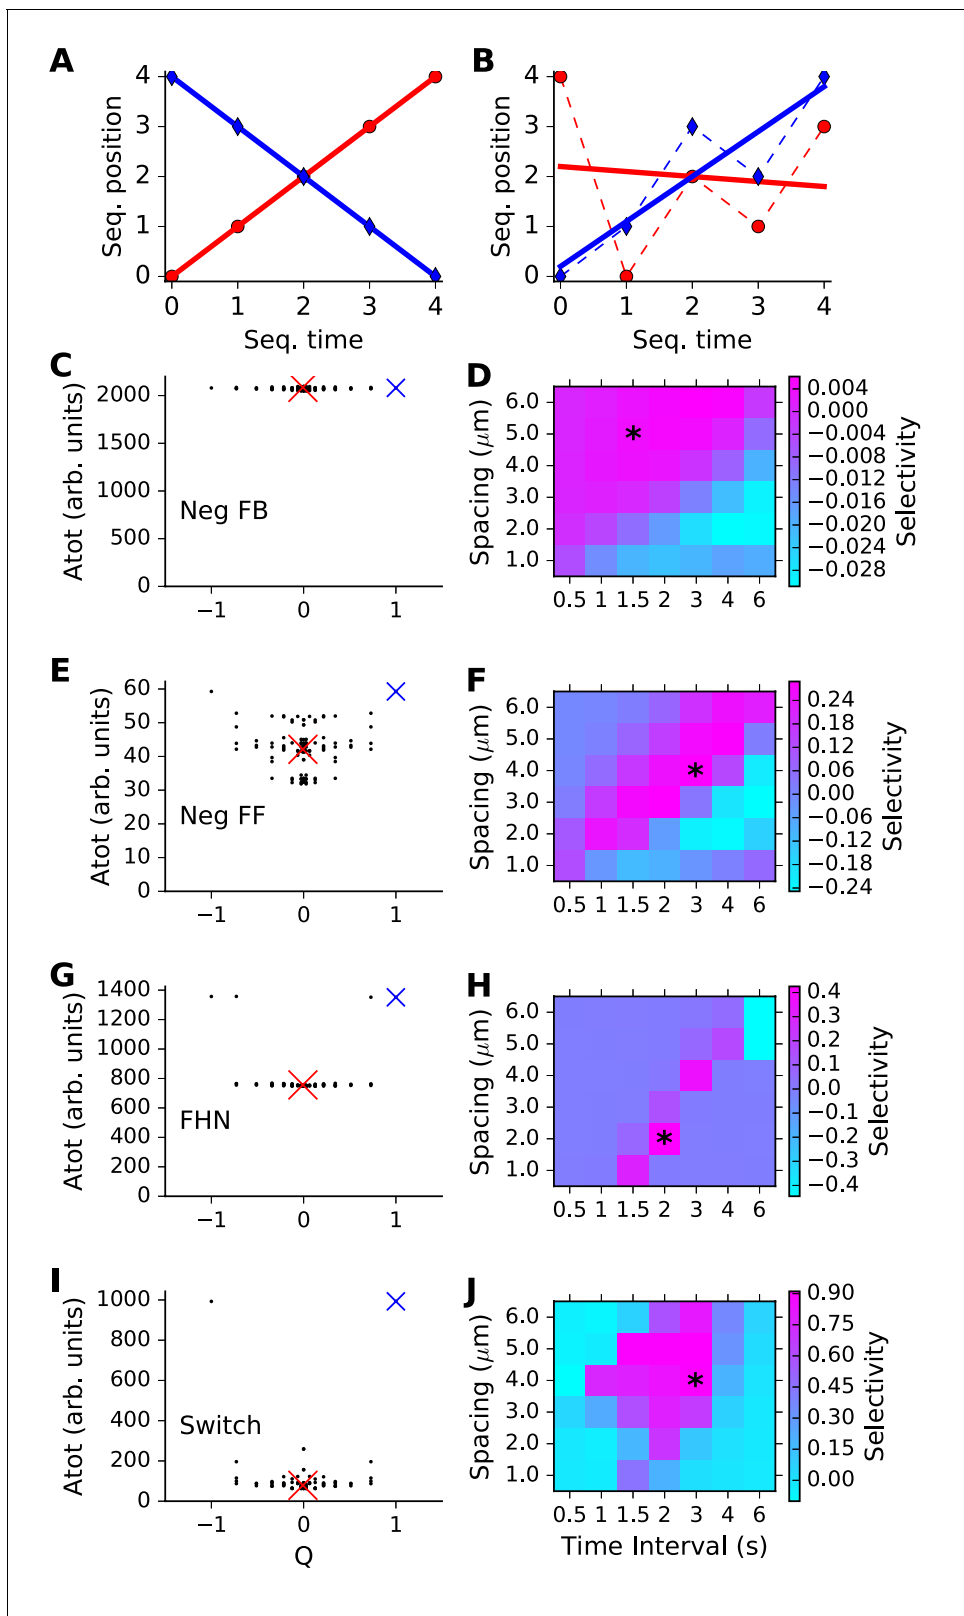 A
B
4
3
2
1
0
Seq. position
0 1 2 3 4
Seq. time
4
3
2
1
0
Seq. position
0 1 2 3 4
Seq. time
C
2000
1500
1000
500
0
Atot (arb. units)
Neg FB
−1 0 1
D
6.0
5.0
4.0
3.0
2.0
1.0
Spacing (μm)
*
0.5 1 1.5 2 3 4 6
0.004
0.000
−0.004
−0.008
−0.012
−0.016
−0.020
−0.024
−0.028
Selectivity
E
60
50
40
30
20
10
0
Atot (arb. units)
Neg FF
−1 0 1
F
6.0
5.0
4.0
3.0
2.0
1.0
Spacing (μm)
*
0.5 1 1.5 2 3 4 6
0.24
0.18
0.12
0.06
0.00
−0.06
−0.12
−0.18
−0.24
Selectivity
G
1400
1200
1000
800
600
400
200
0
Atot (arb. units)
FHN
−1 0 1
H
6.0
5.0
4.0
3.0
2.0
1.0
Spacing (μm)
*
0.5 1 1.5 2 3 4 6
0.4
0.3
0.2
0.1
0.0
−0.1
−0.2
−0.3
−0.4
Selectivity
I
1000
800
600
400
200
0
Atot (arb. units)
Switch
−1 0 1
Q
J
6.0
5.0
4.0
3.0
2.0
1.0
Spacing (μm)
*
0.5 1 1.5 2 3 4 6
Time Interval (s)
0.90
0.75
0.60
0.45
0.30
0.15
0.00
Selectivity